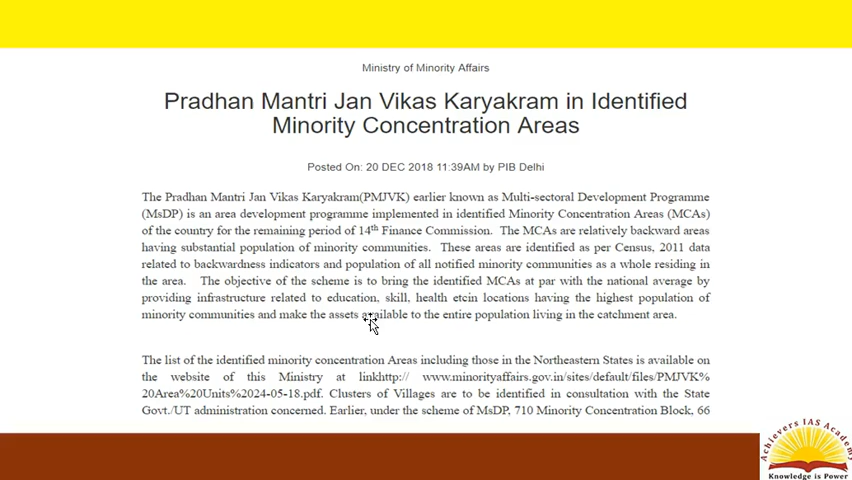 Ministry of Minority Affairs
Pradhan Mantri Jan Vikas Karyakram in Identified
Minority Concentration Areas
Posted On: 20 DEC 2018 11:39AM by PIB Delhi
The Pradhan Mantri Jan Vikas Karyakram(PMJVK) earlier known as Multi-sectoral Development Programme
(MsDP) is an area development programme implemented in identified Minority Concentration Areas (MCAs)
of the country for the remaining period of 14th Finance Commission. The MCAs are relatively backward areas
having substantial population of minority communities. These areas are identified as per Census, 2011 data
related to backwardness indicators and population of all notified minority communities as a whole residing in
the area. The objective of the scheme is to bring the identified MCAs at par with the national average by
providing infrastructure related to education, skill, health etcin locations having the highest population of
minority communities and make the assets available to the entire population living in the catchment area.
The list of the identified minority concentration Areas including those in the Northeastern States is available on
the website of this Ministry at linkhttp:// www.minorityaffairs.gov.in/sites/default/files/PMJVK%
20Area%20Units%2024-05-18.pdf. Clusters of Villages are to be identified in consultation with the State
Govt./UT administration concerned. Earlier, under the scheme of MsDP, 710 Minority Concentration Block, 66
Achievers IAS Academy
Knowledge is Power